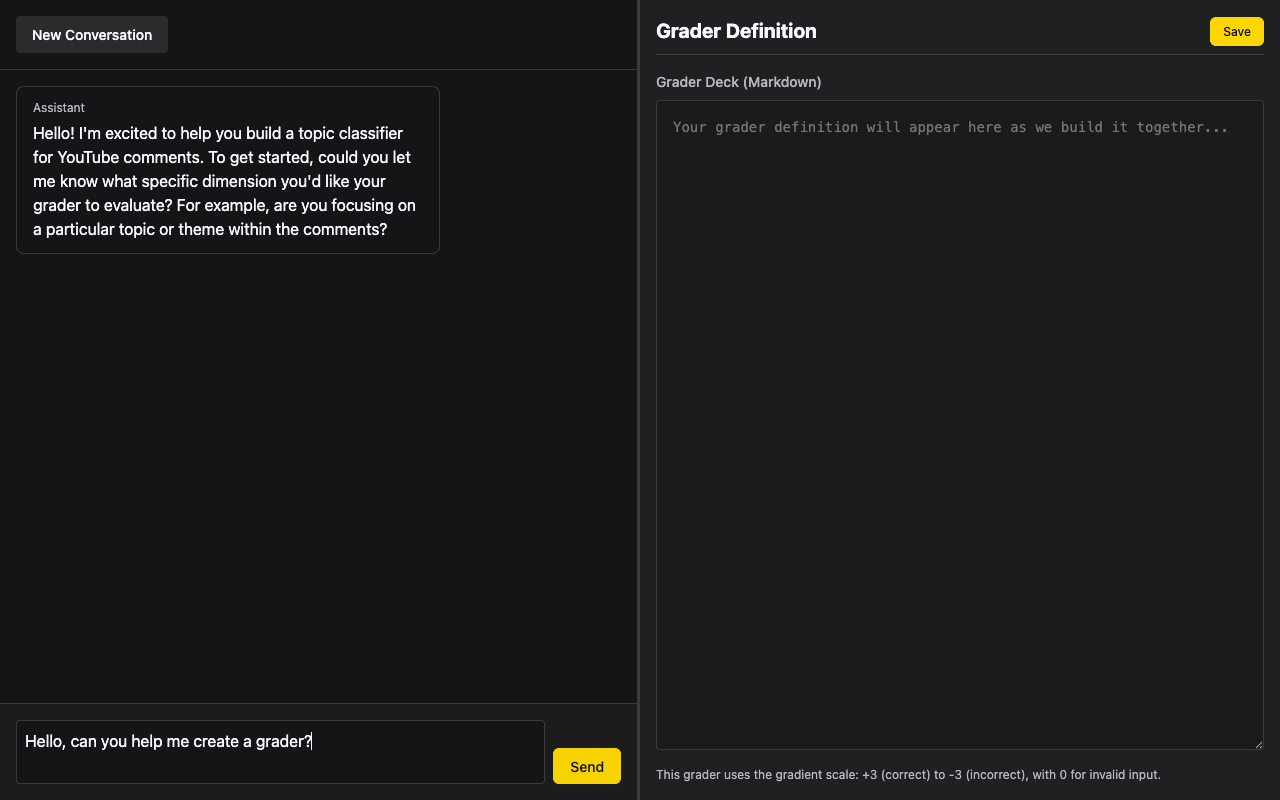 New Conversation
Assistant
Hello! I'm excited to help you build a topic classifier
for YouTube comments. To get started, could you let
me know what specific dimension you'd like your
grader to evaluate? For example, are you focusing on
a particular topic or theme within the comments?
Hello, can you help me create a grader?
Send
Grader Definition
Save
Grader Deck (Markdown)
Your grader definition will appear here as we build it together...
This grader uses the gradient scale: +3 (correct) to -3 (incorrect), with 0 for invalid input.